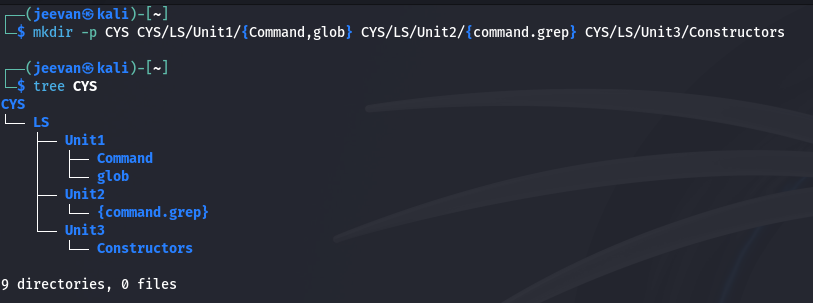 ┌──(jeevan㉿kali)-[~]
└─$ mkdir -p CYS CYS/LS/Unit1/{Command,glob} CYS/LS/Unit2/{command.grep} CYS/LS/Unit3/Constructors
┌──(jeevan㉿kali)-[~]
└─$ tree CYS
CYS
└── LS
    ├── Unit1
    │   ├── Command
    │   └── glob
    ├── Unit2
    │   └── {command.grep}
    └── Unit3
        └── Constructors
9 directories, 0 files